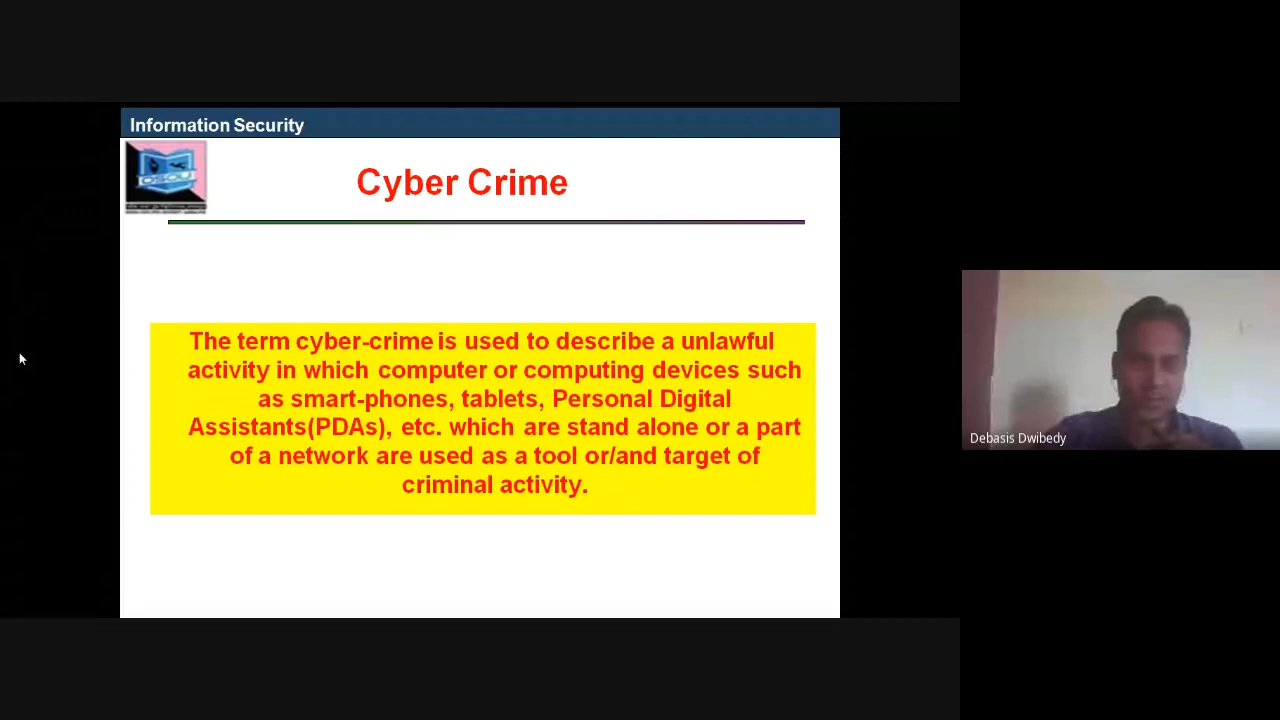 Information Security
OSOU
Cyber Crime
The term cyber-crime is used to describe a unlawful
activity in which computer or computing devices such
as smart-phones, tablets, Personal Digital
Assistants(PDAs), etc. which are stand alone or a part
of a network are used as a tool or/and target of
criminal activity.
Debasis Dwibedy